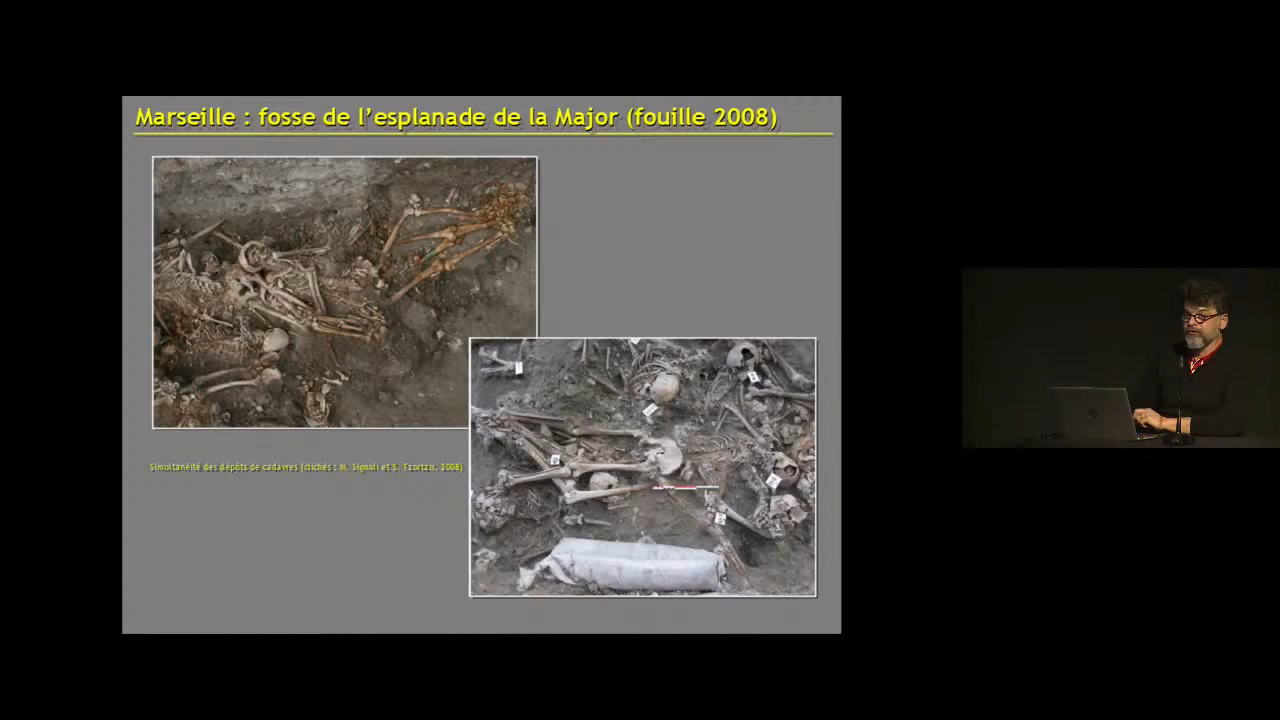 Marseille : fosse de l’esplanade de la Major (fouille 2008)
Simultanéité des dépôts de cadavres (clichés : M. Signoli et S. Tzortzis, 2008)